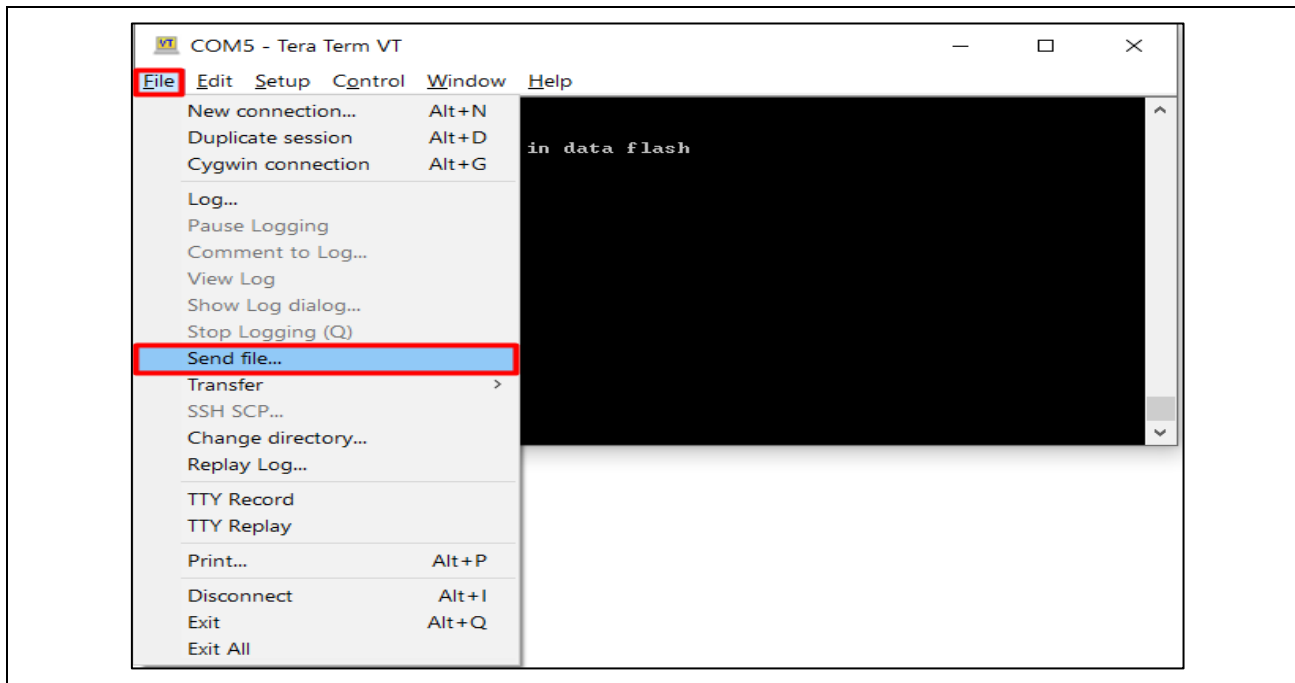 COM5 - Tera Term VT
File Edit Setup Control Window Help
New connection... Alt+N
Duplicate session Alt+D
Cygwin connection Alt+G
in data flash
Log...
Pause Logging
Comment to Log...
View Log
Show Log dialog...
Stop Logging (Q)
Send file...
Transfer >
SSH SCP...
Change directory...
Replay Log...
TTY Record
TTY Replay
Print... Alt+P
Disconnect Alt+I
Exit Alt+Q
Exit All